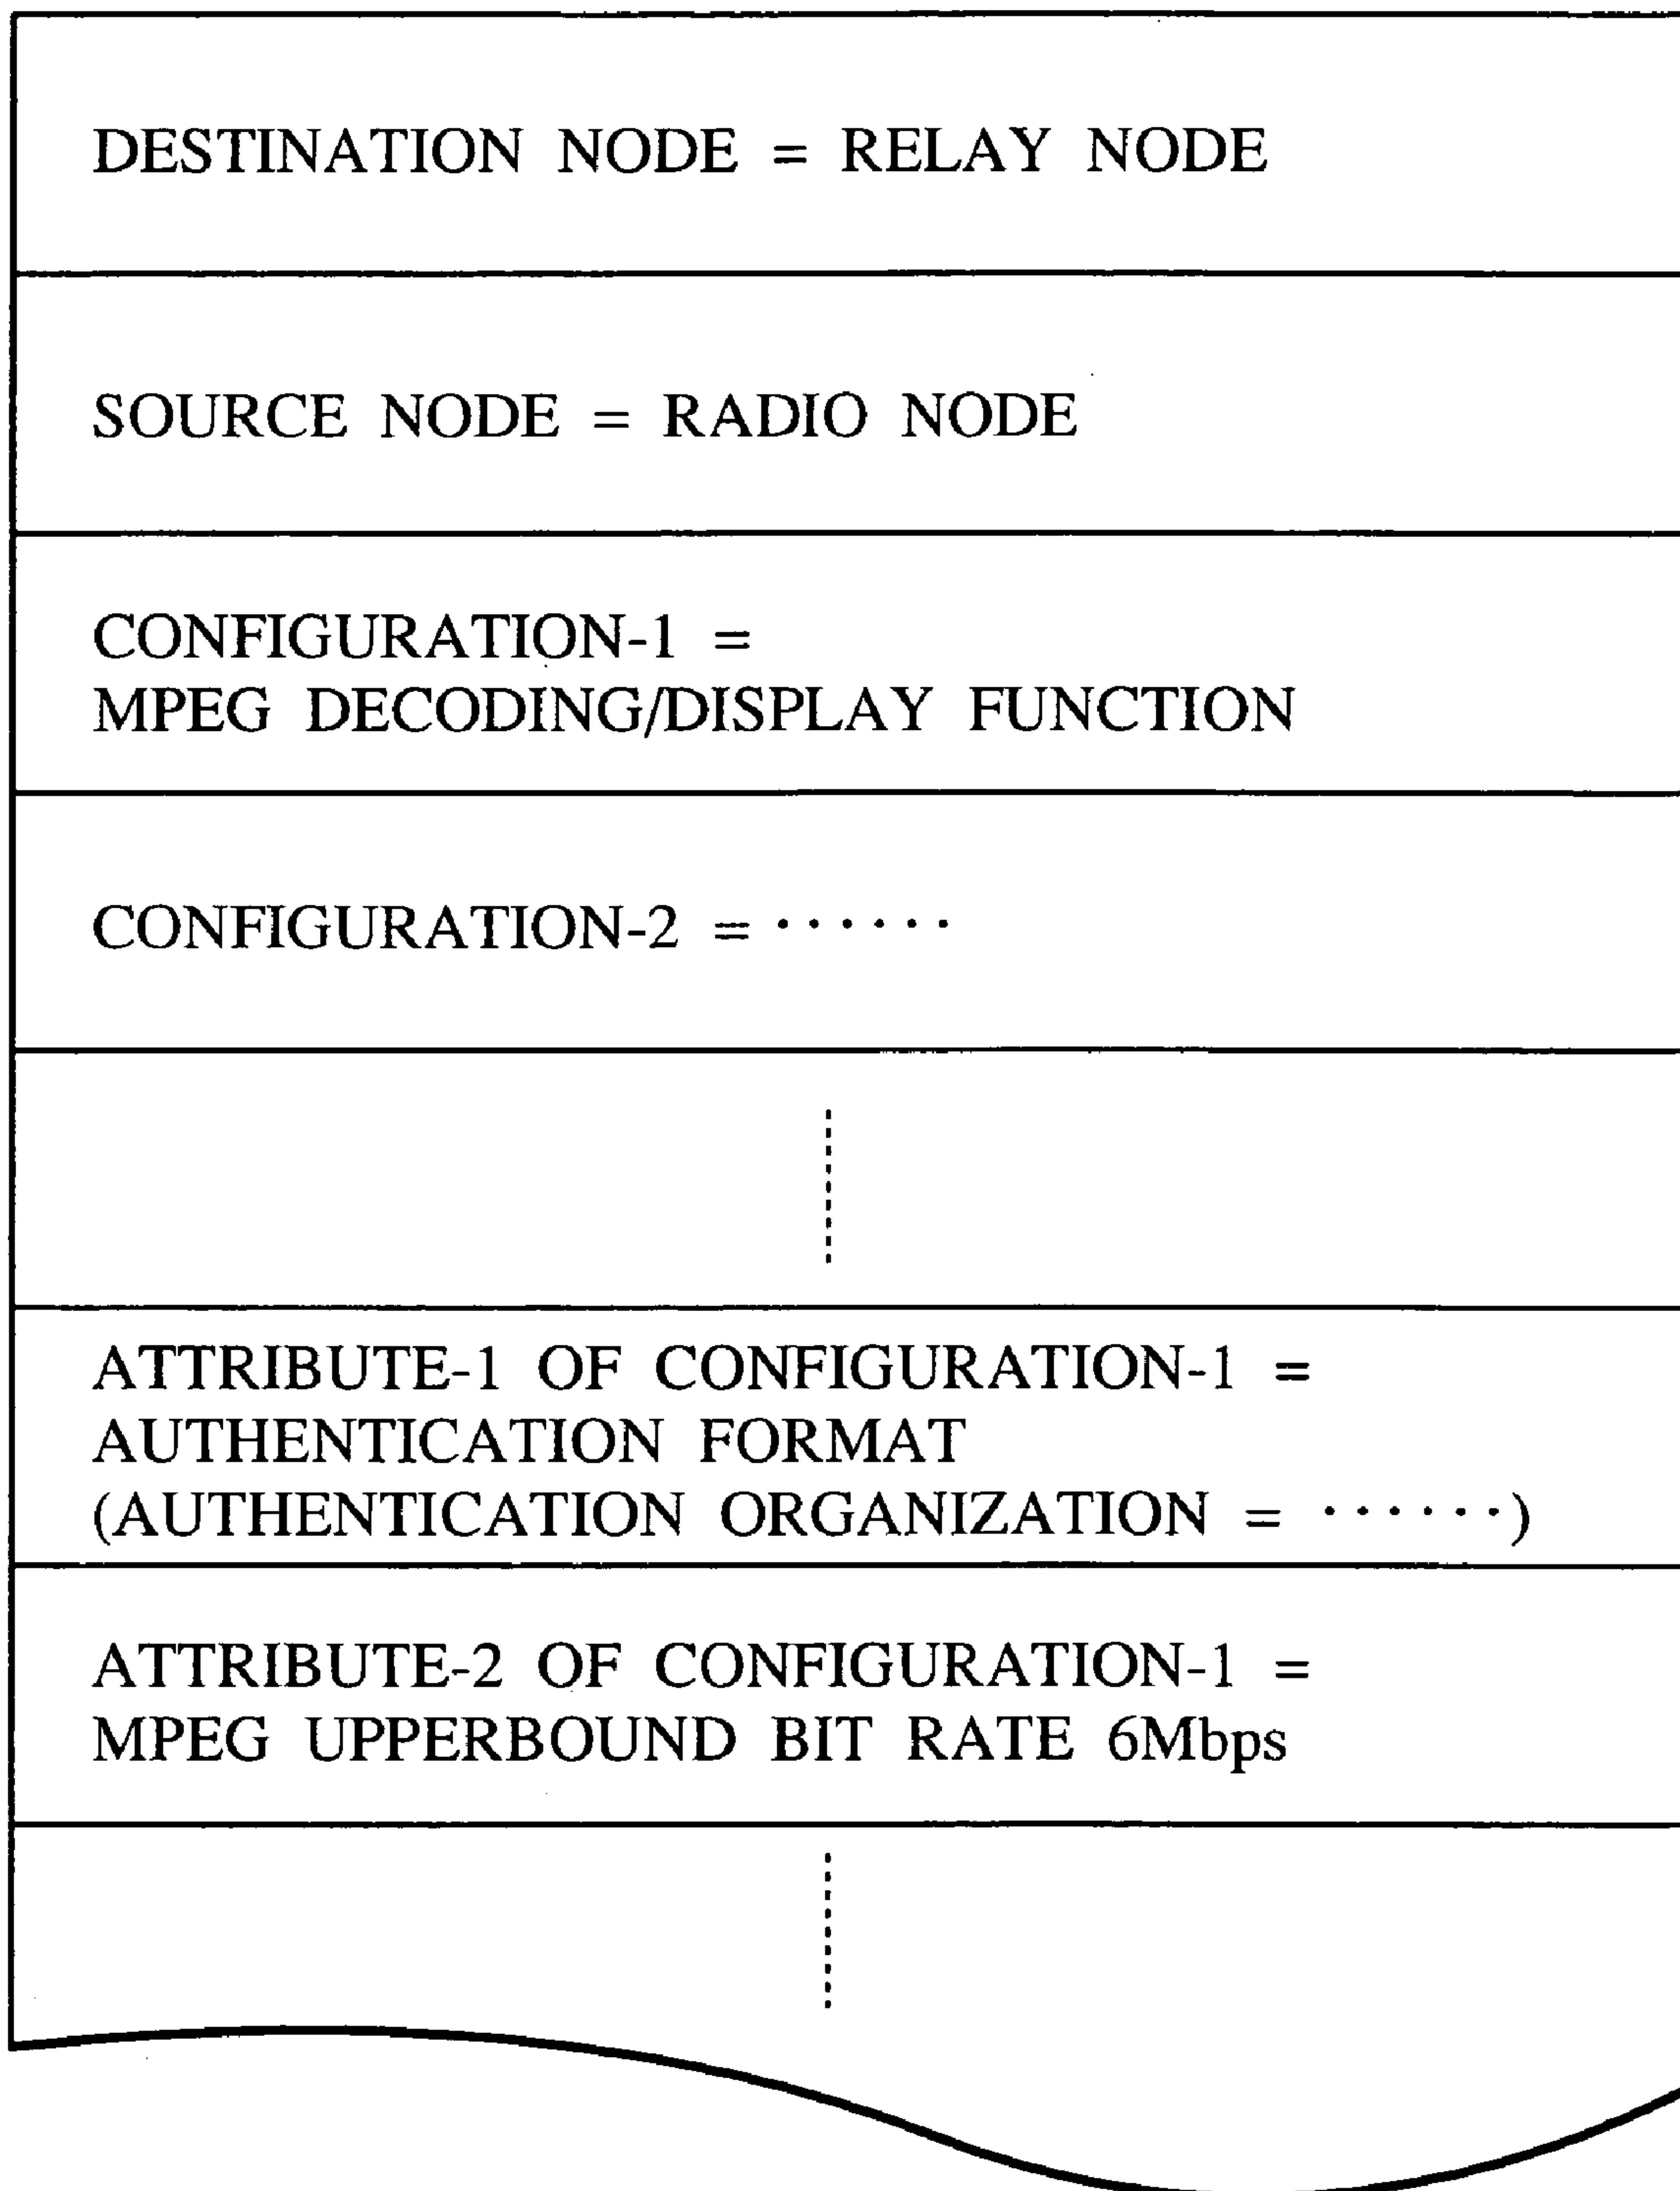 DESTINATION NODE = RELAY NODE
SOURCE NODE = RADIO NODE
CONFIGURATION-1 =
MPEG DECODING/DISPLAY FUNCTION
CONFIGURATION-2 = ······
ATTRIBUTE-1 OF CONFIGURATION-1 =
AUTHENTICATION FORMAT
(AUTHENTICATION ORGANIZATION = ······)
ATTRIBUTE-2 OF CONFIGURATION-1 =
MPEG UPPERBOUND BIT RATE 6Mbps